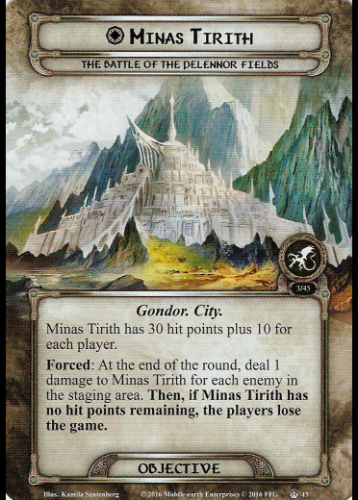 Minas Tirith
The Battle of the Pelennor Fields
3/45
Gondor. City.
Minas Tirith has 30 hit points plus 10 for
each player.
Forced: At the end of the round, deal 1
damage to Minas Tirith for each enemy in
the staging area. Then, if Minas Tirith has
no hit points remaining, the players lose
the game.
Objective
Illus. Kamila Szutenberg ©2016 Middle-earth Enterprises © 2016 FFG 45